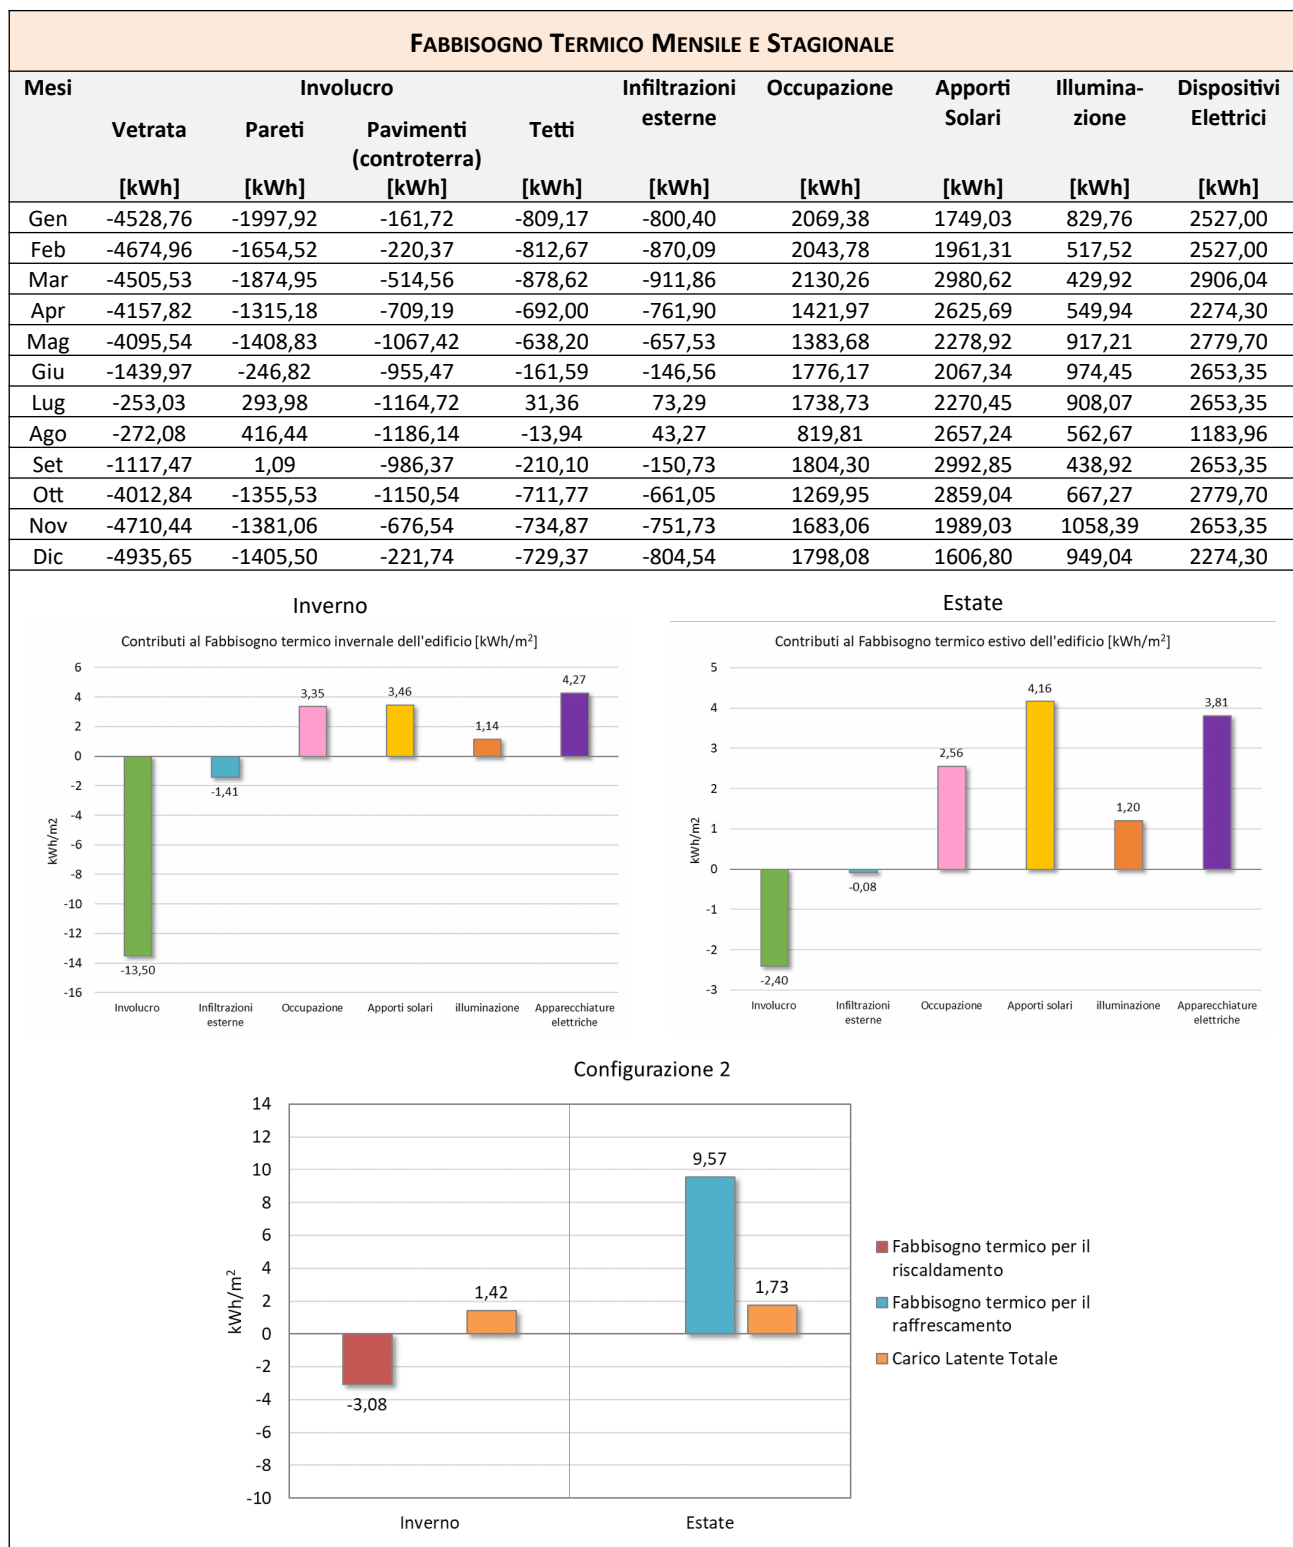 FABBISOGNO TERMICO MENSILE E STAGIONALE
Mesi Involucro Infiltrazioni esterne Occupazione Apporti Solari Illumina-zione Dispositivi Elettrici
Vetrata Pareti Pavimenti (controterra) Tetti
[kWh] [kWh] [kWh] [kWh] [kWh] [kWh] [kWh] [kWh] [kWh]
Gen -4528,76 -1997,92 -161,72 -809,17 -800,40 2069,38 1749,03 829,76 2527,00
Feb -4674,96 -1654,52 -220,37 -812,67 -870,09 2043,78 1961,31 517,52 2527,00
Mar -4505,53 -1874,95 -514,56 -878,62 -911,86 2130,26 2980,62 429,92 2906,04
Apr -4157,82 -1315,18 -709,19 -692,00 -761,90 1421,97 2625,69 549,94 2274,30
Mag -4095,54 -1408,83 -1067,42 -638,20 -657,53 1383,68 2278,92 917,21 2779,70
Giu -1439,97 -246,82 -955,47 -161,59 -146,56 1776,17 2067,34 974,45 2653,35
Lug -253,03 293,98 -1164,72 31,36 73,29 1738,73 2270,45 908,07 2653,35
Ago -272,08 416,44 -1186,14 -13,94 43,27 819,81 2657,24 562,67 1183,96
Set -1117,47 1,09 -986,37 -210,10 -150,73 1804,30 2992,85 438,92 2653,35
Ott -4012,84 -1355,53 -1150,54 -711,77 -661,05 1269,95 2859,04 667,27 2779,70
Nov -4710,44 -1381,06 -676,54 -734,87 -751,73 1683,06 1989,03 1058,39 2653,35
Dic -4935,65 -1405,50 -221,74 -729,37 -804,54 1798,08 1606,80 949,04 2274,30
Inverno
Contributi al Fabbisogno termico invernale dell'edificio [kWh/m²]
kWh/m2
6
4
2
0
-2
-4
-6
-8
-10
-12
-14
-16
-13,50
-1,41
3,35
3,46
1,14
4,27
Involucro
Infiltrazioni esterne
Occupazione
Apporti solari
illuminazione
Apparecchiature elettriche
Estate
Contributi al Fabbisogno termico estivo dell'edificio [kWh/m²]
kWh/m2
5
4
3
2
1
0
-1
-2
-3
-2,40
-0,08
2,56
4,16
1,20
3,81
Involucro
Infiltrazioni esterne
Occupazione
Apporti solari
illuminazione
Apparecchiature elettriche
Configurazione 2
kWh/m²
14
12
10
8
6
4
2
0
-2
-4
-6
-8
-10
-3,08
1,42
9,57
1,73
Inverno
Estate
Fabbisogno termico per il
riscaldamento
Fabbisogno termico per il
raffrescamento
Carico Latente Totale